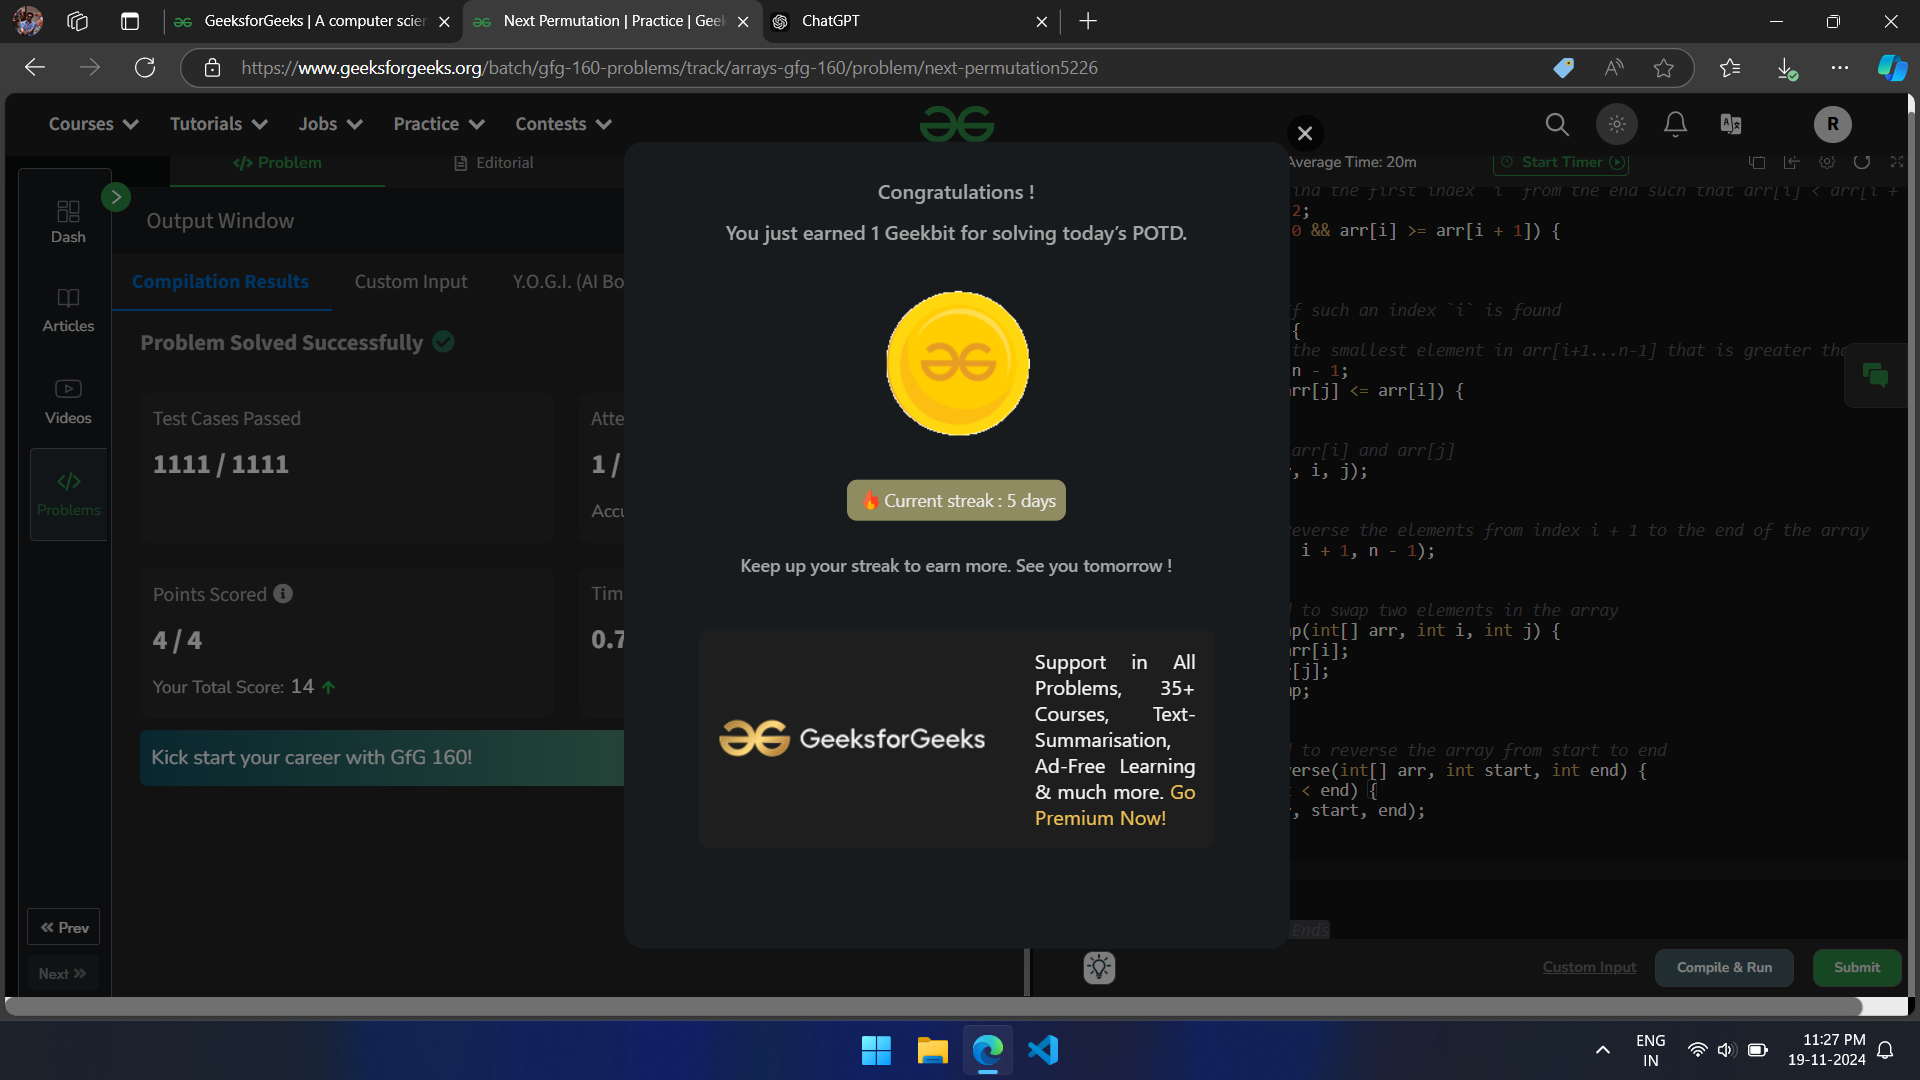 GeeksforGeeks | A computer scien
Next Permutation | Practice | Geek
ChatGPT
https://www.geeksforgeeks.org/batch/gfg-160-problems/track/arrays-gfg-160/problem/next-permutation5226
Courses
Tutorials
Jobs
Practice
Contests
R
</> Problem
Editorial
Average Time: 20m
Start Timer
Output Window
Dash
Articles
Videos
</>
Problems
Compilation Results
Custom Input
Y.O.G.I. (AI Bo
Problem Solved Successfully
Test Cases Passed
1111 / 1111
Atte
1 /
Accu
Points Scored
4 / 4
Your Total Score: 14
Tim
0.7
Kick start your career with GfG 160!
« Prev
Next »
Congratulations !
You just earned 1 Geekbit for solving today's POTD.
Current streak : 5 days
Keep up your streak to earn more. See you tomorrow !
GeeksforGeeks
Support in All
Problems, 35+
Courses, Text-
Summarisation,
Ad-Free Learning
& much more. Go
Premium Now!
ind the first index `i` from the end such that arr[i] < arr[i +
2;
0 && arr[i] >= arr[i + 1]) {
f such an index `i` is found
{
the smallest element in arr[i+1...n-1] that is greater tha
n - 1;
arr[j] <= arr[i]) {
arr[i] and arr[j]
, i, j);
everse the elements from index i + 1 to the end of the array
i + 1, n - 1);
to swap two elements in the array
ap(int[] arr, int i, int j) {
arr[i];
r[j];
mp;
to reverse the array from start to end
verse(int[] arr, int start, int end) {
< end) {
, start, end);
Ends
Custom Input
Compile & Run
Submit
ENG
IN
11:27 PM
19-11-2024